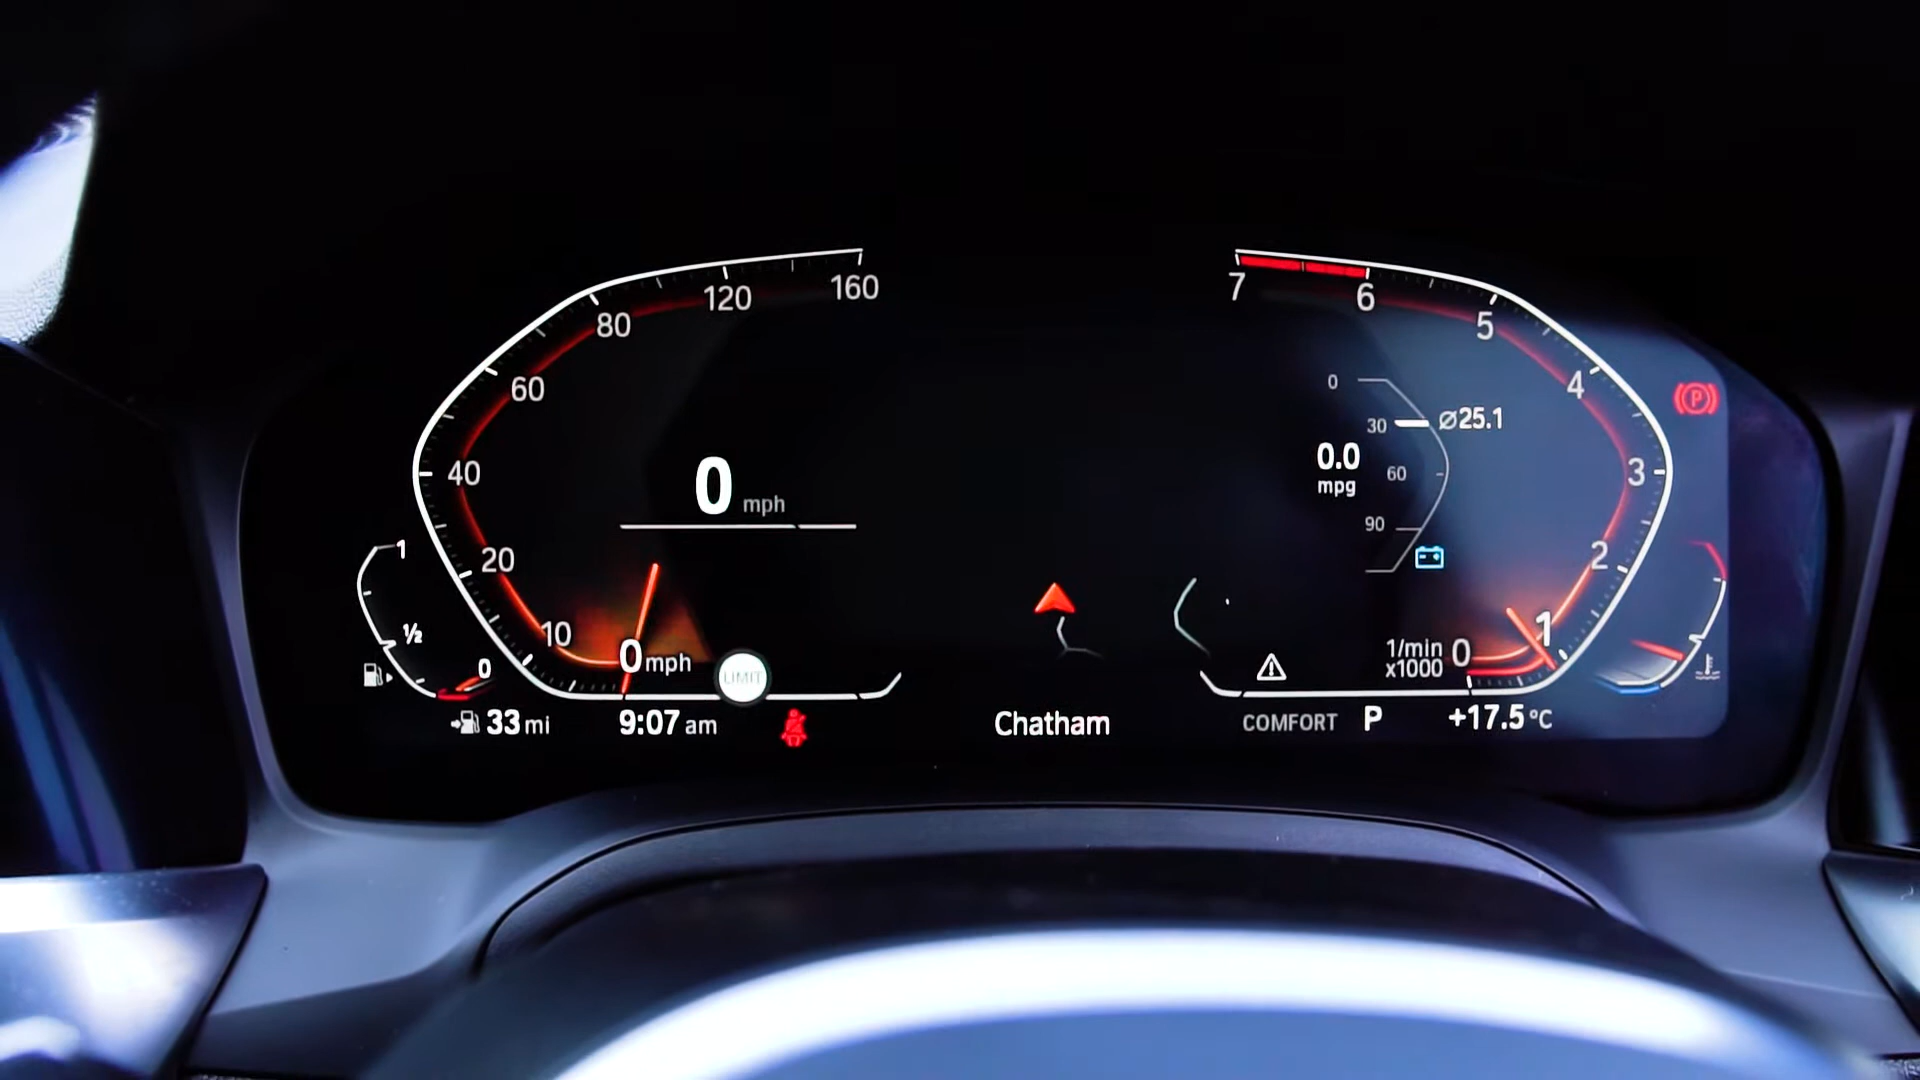 160
120
80
60
40
20
10
0 mph
0 mph
1
½
0
33 mi
9:07 am
LIMIT
Chatham
7
6
5
4
3
2
1
0
1/min
x1000
0
30
60
90
⌀25.1
0.0
mpg
P
COMFORT P
+17.5 °C